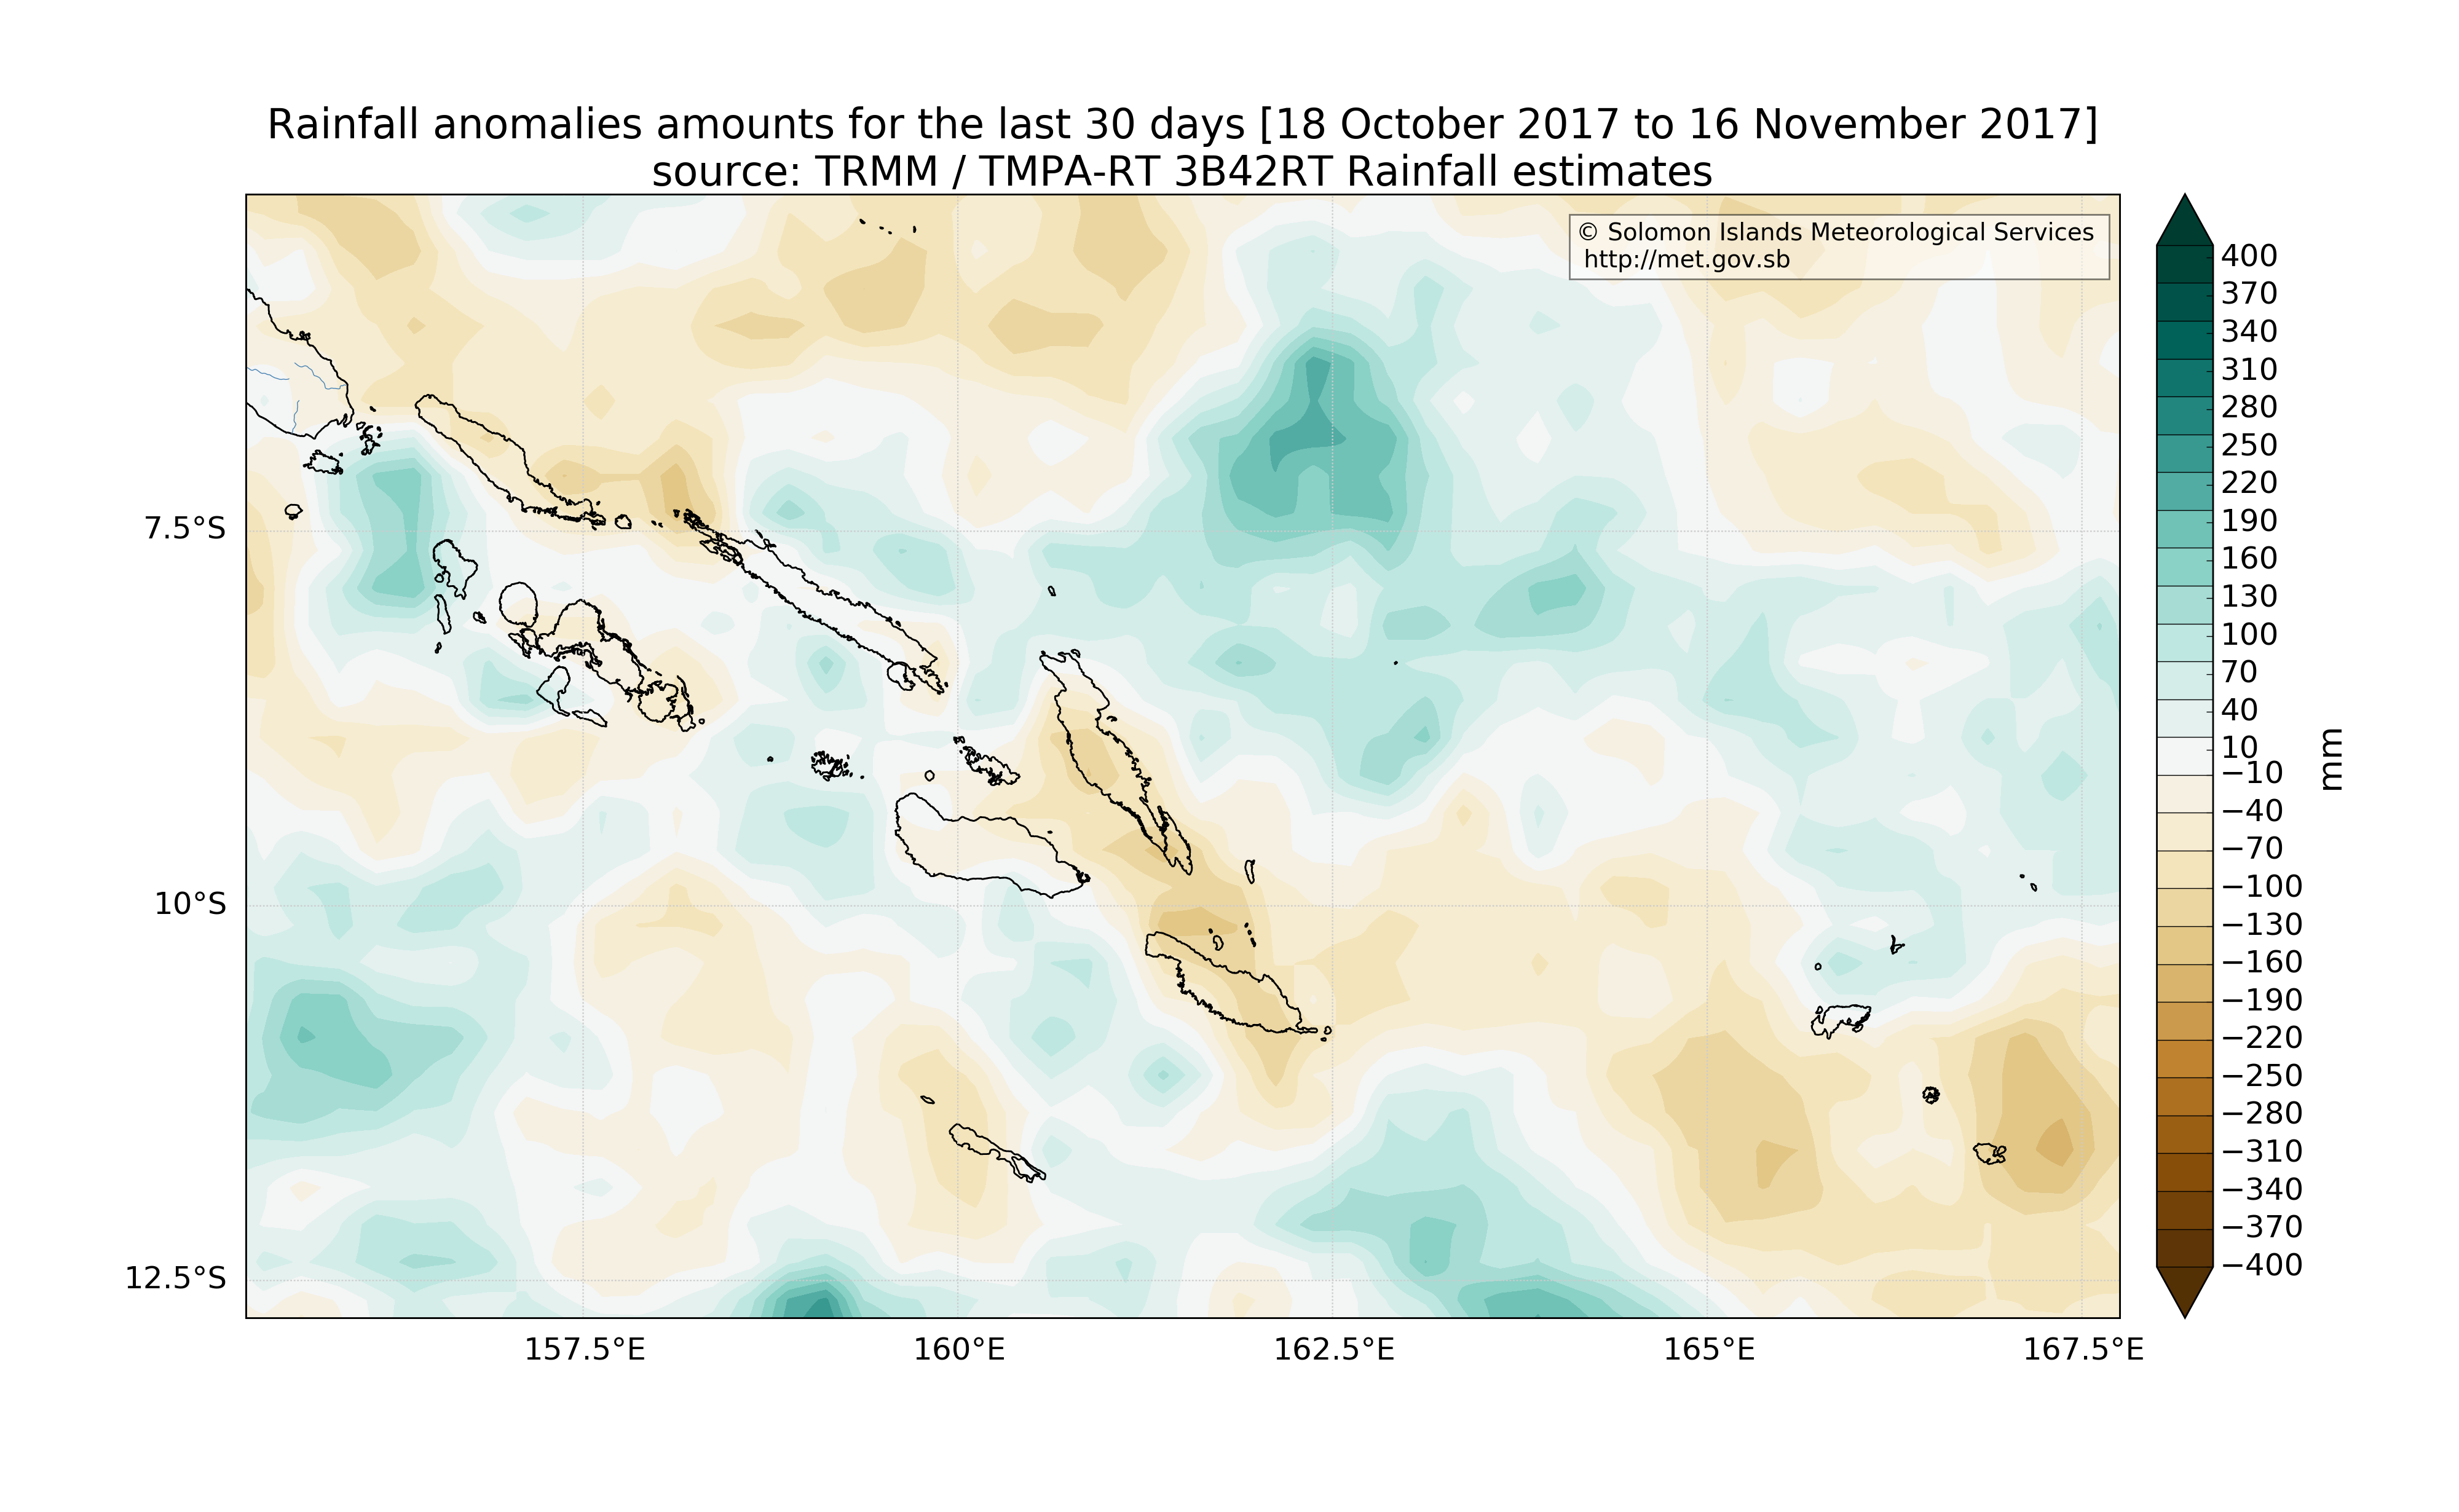 Rainfall anomalies amounts for the last 30 days [18 October 2017 to 16 November 2017]
source: TRMM / TMPA-RT 3B42RT Rainfall estimates
© Solomon Islands Meteorological Services
http://met.gov.sb
7.5°S
10°S
12.5°S
157.5°E
160°E
162.5°E
165°E
167.5°E
400
370
340
310
280
250
220
190
160
130
100
70
40
10
−10
−40
−70
−100
−130
−160
−190
−220
−250
−280
−310
−340
−370
−400
mm